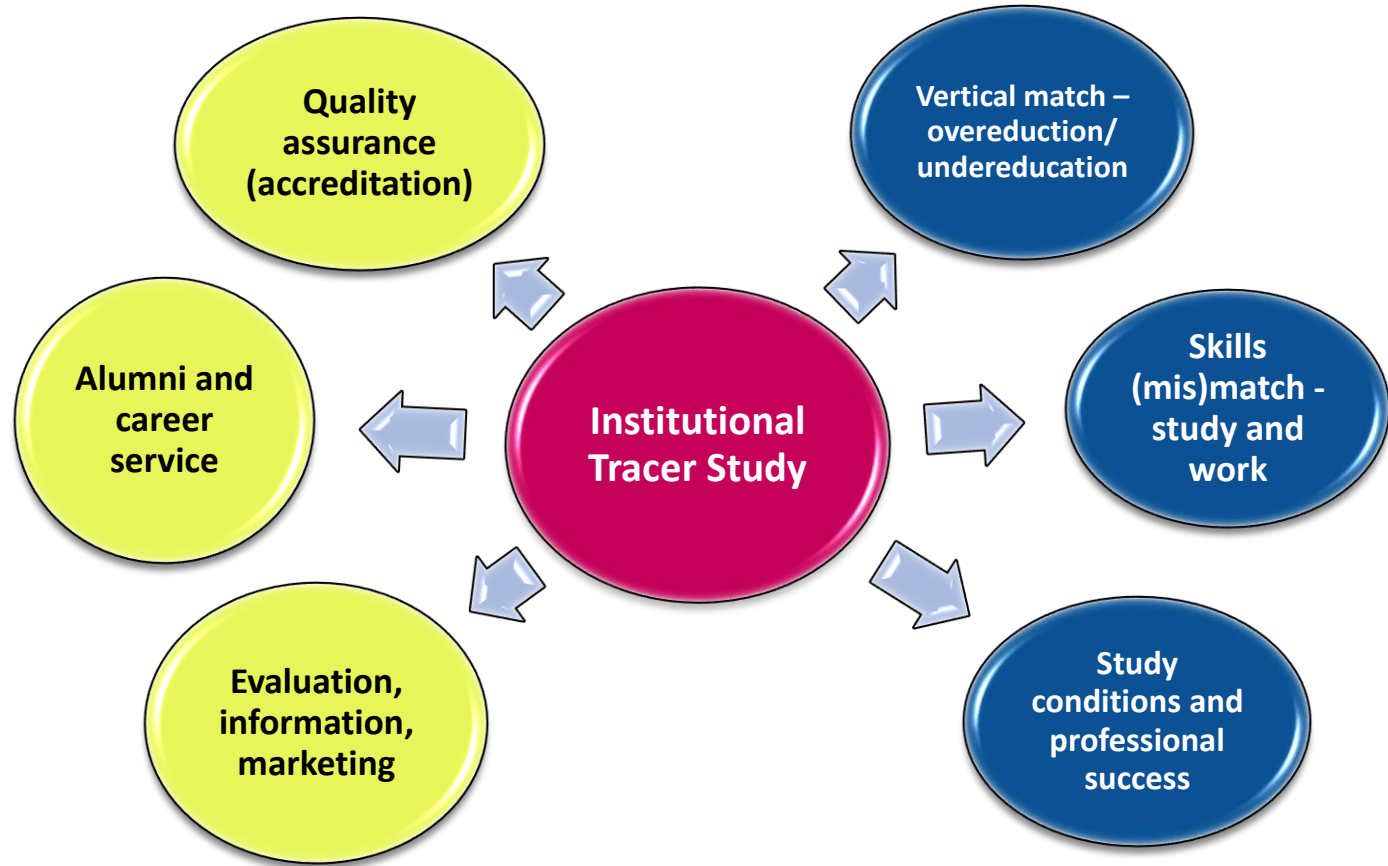 Quality
assurance
(accreditation)
Vertical match –
overeduction/
undereducation
Alumni and
career
service
Institutional
Tracer Study
Skills
(mis)match -
study and
work
Evaluation,
information,
marketing
Study
conditions and
professional
success